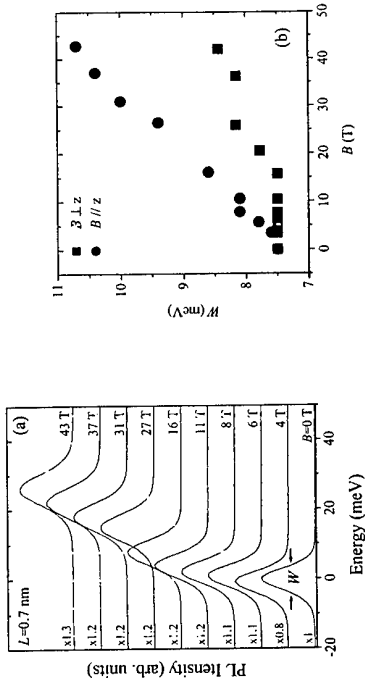 (a)
L=0.7 nm
x1.3
43 T
x1.2
37 T
x1.2
31 T
x1.2
27 T
x1.2
16 T
x1.2
11 T
x1.1
8 T
x1.1
6 T
x0.8
4 T
x1
B=0 T
W
-20
0
20
40
Energy (meV)
PL Itensity (arb. units)
(b)
B ⊥ z
B // z
11
10
9
8
7
W (meV)
0
10
20
30
40
50
B (T)